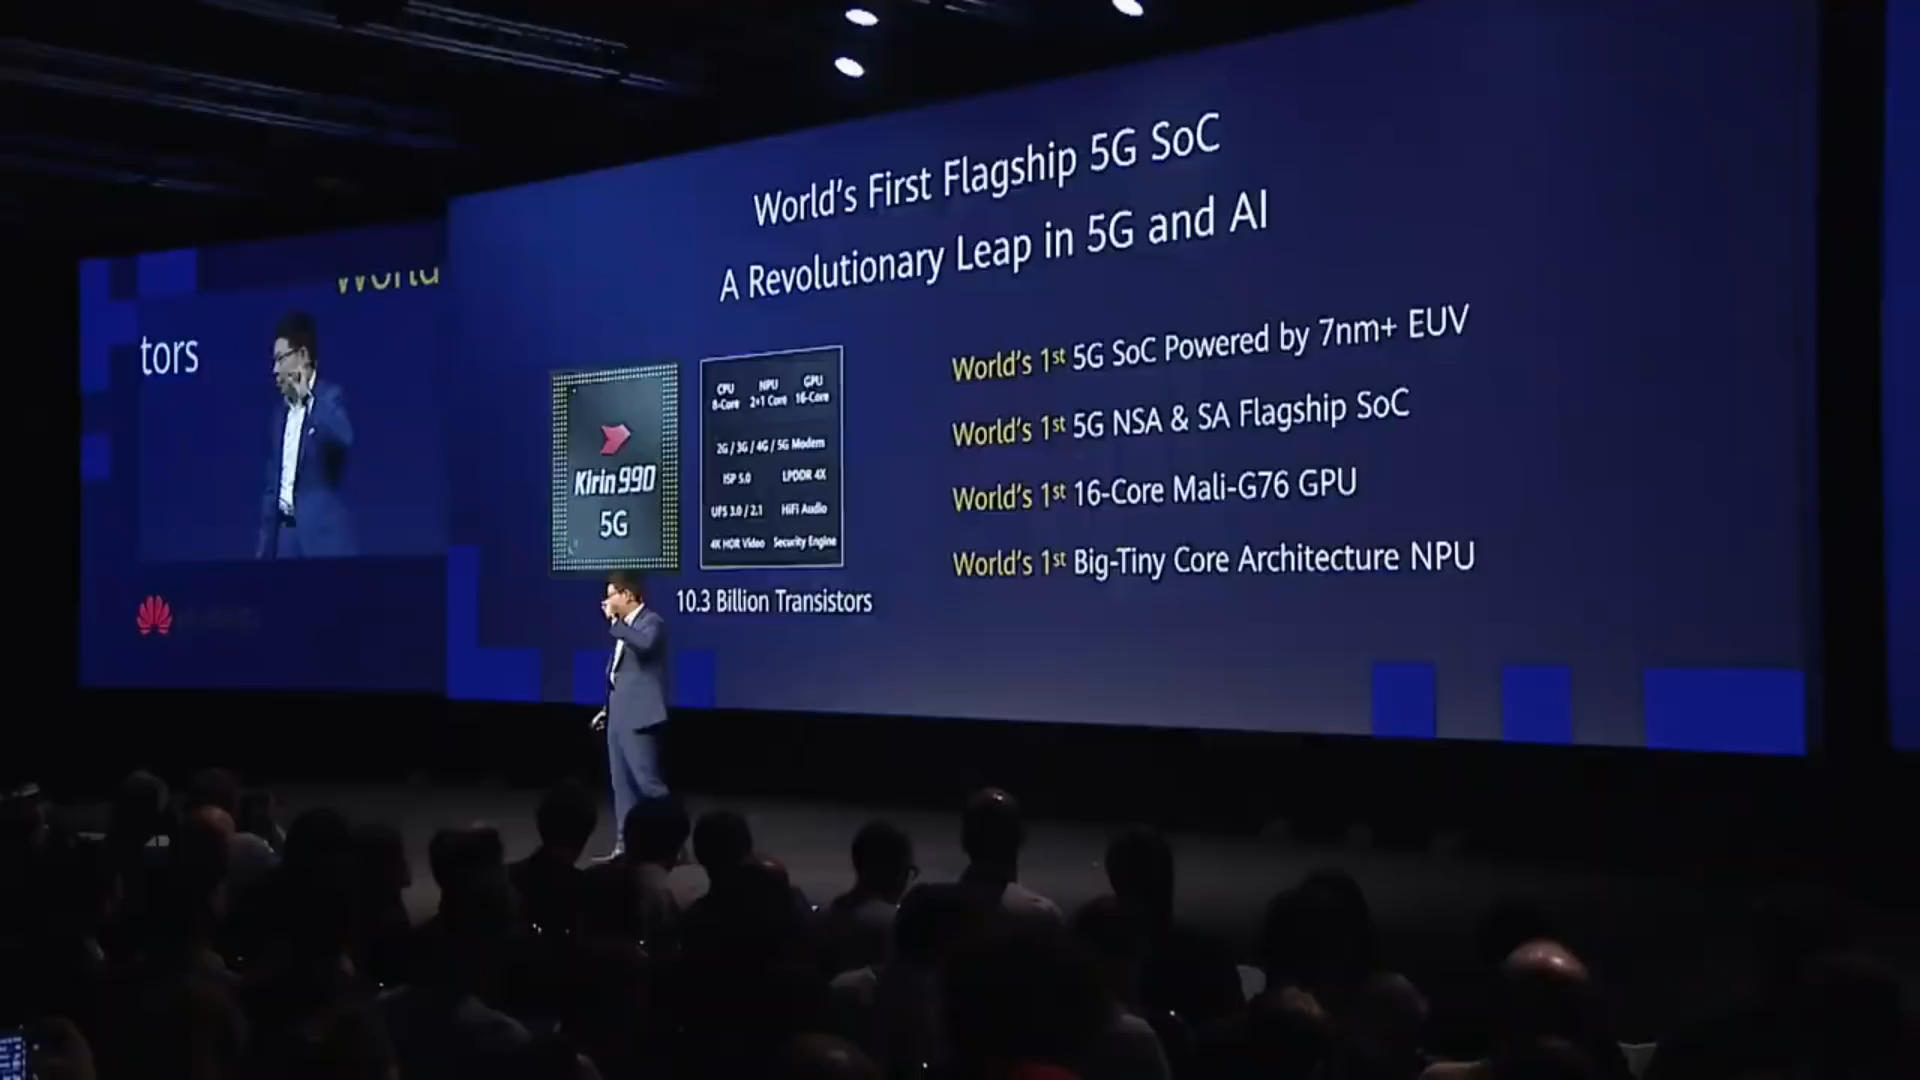 World
tors
World's First Flagship 5G SoC
A Revolutionary Leap in 5G and AI
Kirin 990
5G
CPU NPU GPU
8-Core 2+1 Core 16-Core
2G / 3G / 4G / 5G Modem
ISP 5.0 LPDDR 4X
UFS 3.0 / 2.1 HiFi Audio
4K HDR Video Security Engine
10.3 Billion Transistors
World's 1st 5G SoC Powered by 7nm+ EUV
World's 1st 5G NSA & SA Flagship SoC
World's 1st 16-Core Mali-G76 GPU
World's 1st Big-Tiny Core Architecture NPU